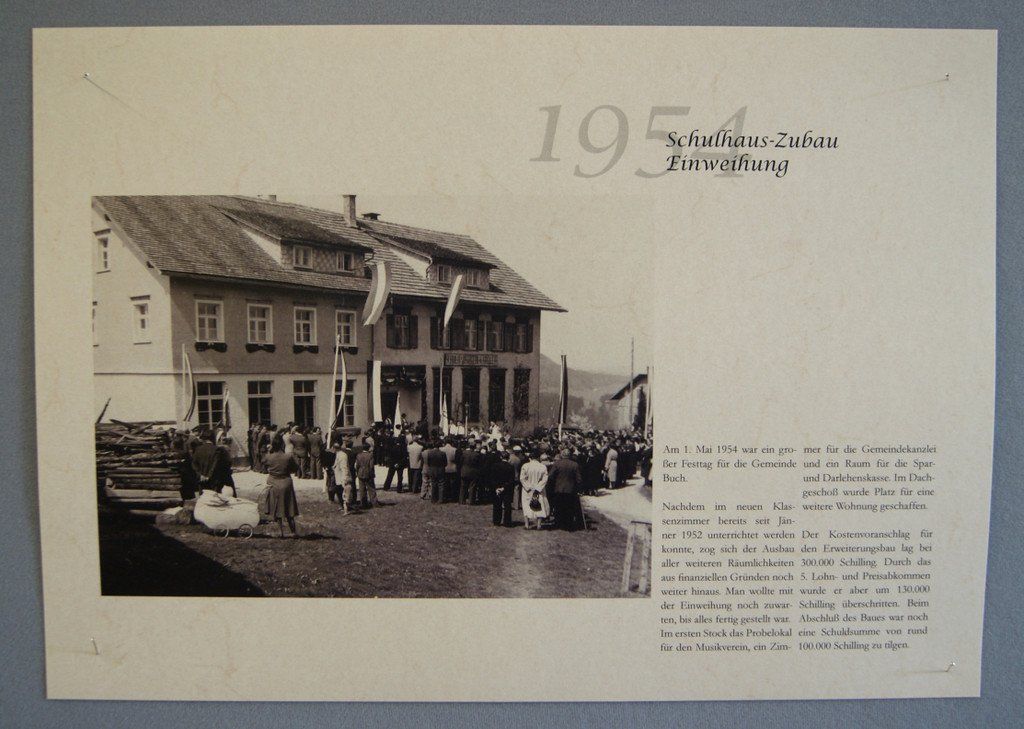 1954
Schulhaus-Zubau
Einweihung
Am 1. Mai 1954 war ein gro-
ßer Festtag für die Gemeinde
Buch.
Nachdem im neuen Klas-
senzimmer bereits seit Jän-
ner 1952 unterrichtet werden
konnte, zog sich der Ausbau
aller weiteren Räumlichkeiten
aus finanziellen Gründen noch
weiter hinaus. Man wollte mit
der Einweihung noch zuwar-
ten, bis alles fertig gestellt war.
Im ersten Stock das Probelokal
für den Musikverein, ein Zim-
mer für die Gemeindekanzlei
und ein Raum für die Spar-
und Darlehenskasse. Im Dach-
geschoß wurde Platz für eine
weitere Wohnung geschaffen.
Der Kostenvoranschlag für
den Erweiterungsbau lag bei
300.000 Schilling. Durch das
5. Lohn- und Preisabkommen
wurde er aber um 130.000
Schilling überschritten. Beim
Abschluß des Baues war noch
eine Schuldsumme von rund
100.000 Schilling zu tilgen.